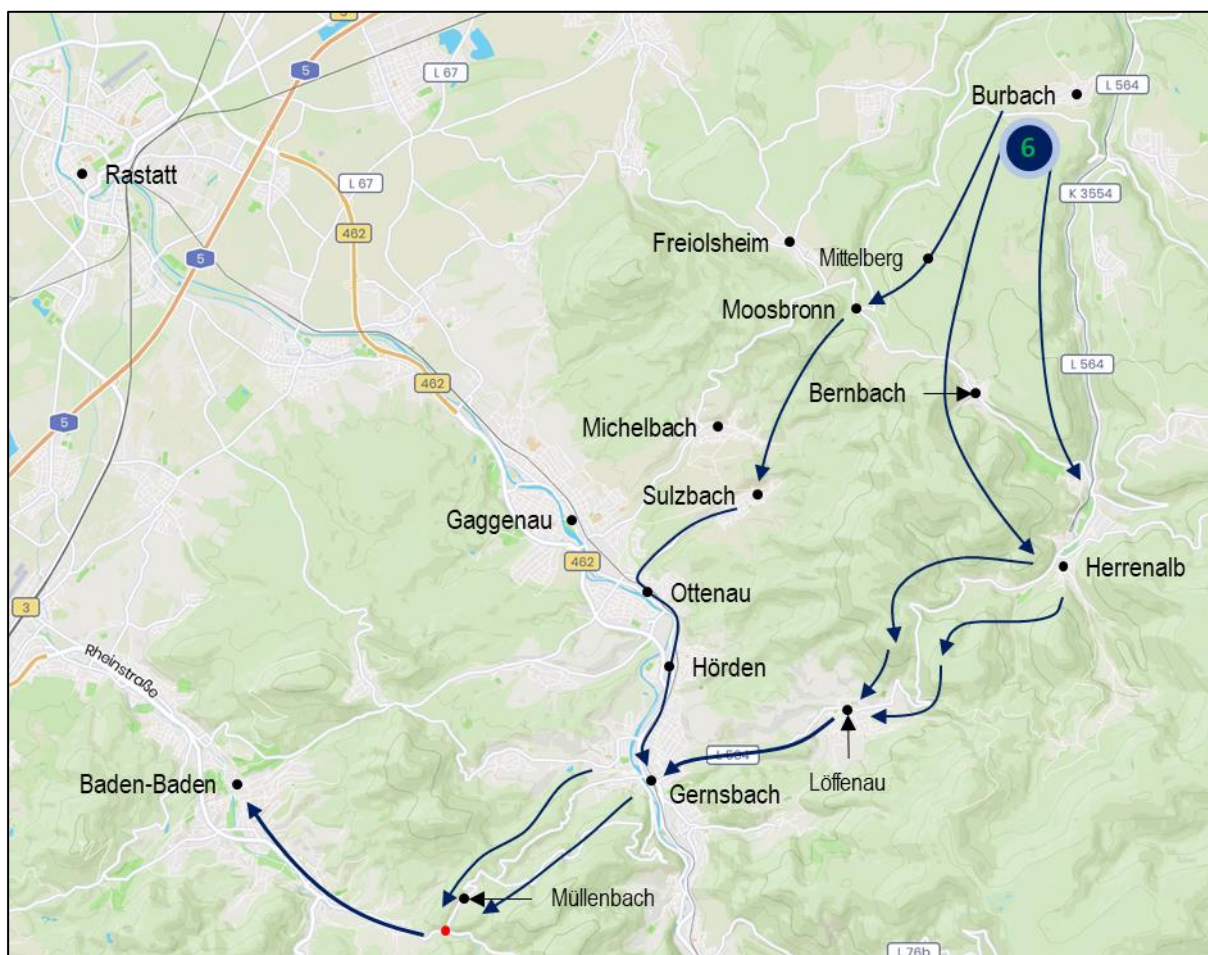 5
L 67
5
L 67
462
5
462
462
3
Rheinstraße
Burbach
L 564
6
Rastatt
K 3554
Freiolsheim
Mittelberg
Moosbronn
L 564
Bernbach
Michelbach
Sulzbach
Gaggenau
Herrenalb
Ottenau
Hörden
L 564
Baden-Baden
Gernsbach
Löffenau
Müllenbach
L 76b